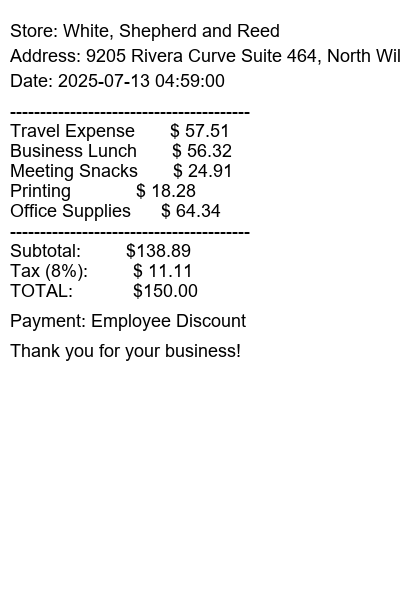 Store: White, Shepherd and Reed
Address: 9205 Rivera Curve Suite 464, North Wil
Date: 2025-07-13 04:59:00
----------------------------------------
Travel Expense $ 57.51
Business Lunch $ 56.32
Meeting Snacks $ 24.91
Printing $ 18.28
Office Supplies $ 64.34
----------------------------------------
Subtotal: $138.89
Tax (8%): $ 11.11
TOTAL: $150.00
Payment: Employee Discount
Thank you for your business!